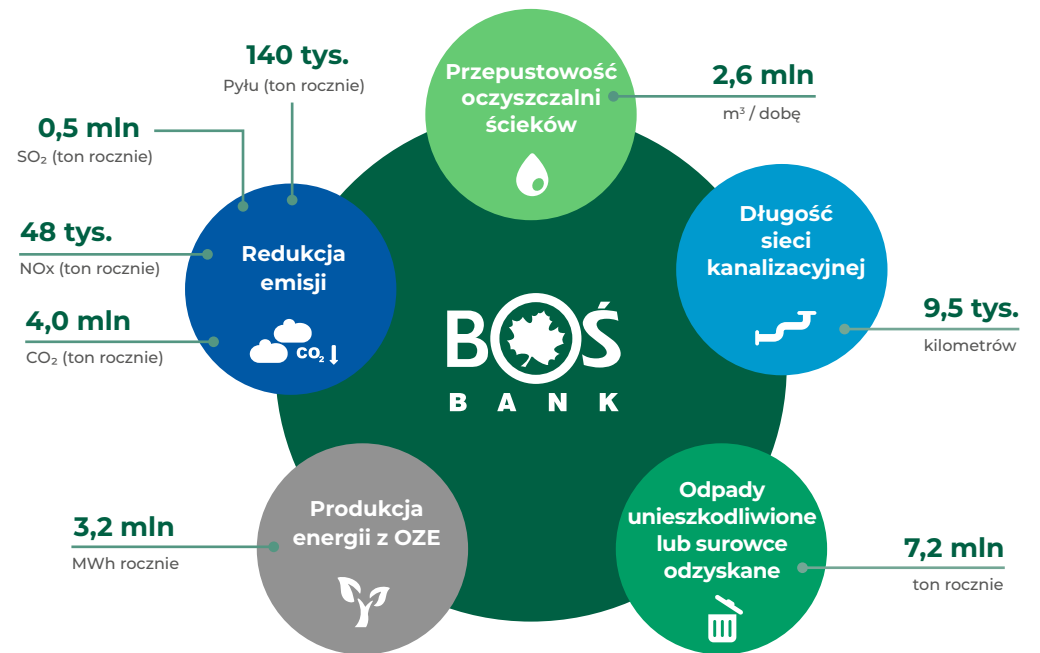 140 tys.
Pyłu (ton rocznie)
0,5 mln
SO₂ (ton rocznie)
48 tys.
NOx (ton rocznie)
4,0 mln
CO₂ (ton rocznie)
Redukcja
emisji
CO₂
Przepustowość
oczyszczalni
ścieków
2,6 mln
m³ / dobę
Długość
sieci
kanalizacyjnej
9,5 tys.
kilometrów
BOŚ
BANK
Produkcja
energii z OZE
3,2 mln
MWh rocznie
Odpady
unieszkodliwione
lub surowce
odzyskane
7,2 mln
ton rocznie